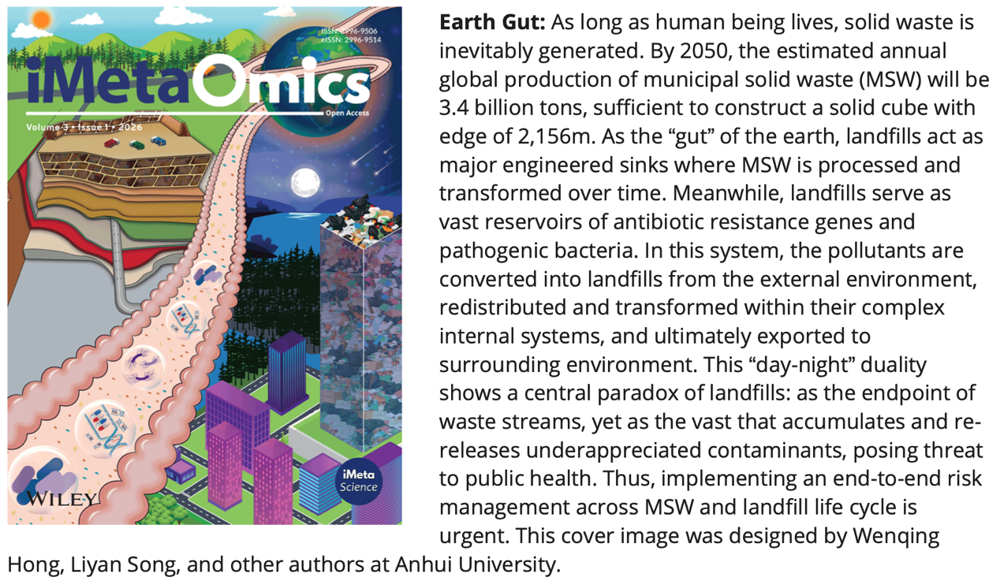 ISSN: 2996-9506
eISSN: 2996-9514
iMetaOmics
Open Access
Volume 3 • Issue 1 • 2026
iMeta
Science
WILEY
Earth Gut: As long as human being lives, solid waste is
inevitably generated. By 2050, the estimated annual
global production of municipal solid waste (MSW) will be
3.4 billion tons, sufficient to construct a solid cube with
edge of 2,156m. As the “gut” of the earth, landfills act as
major engineered sinks where MSW is processed and
transformed over time. Meanwhile, landfills serve as
vast reservoirs of antibiotic resistance genes and
pathogenic bacteria. In this system, the pollutants are
converted into landfills from the external environment,
redistributed and transformed within their complex
internal systems, and ultimately exported to
surrounding environment. This “day-night” duality
shows a central paradox of landfills: as the endpoint of
waste streams, yet as the vast that accumulates and re-
releases underappreciated contaminants, posing threat
to public health. Thus, implementing an end-to-end risk
management across MSW and landfill life cycle is
urgent. This cover image was designed by Wenqing
Hong, Liyan Song, and other authors at Anhui University.